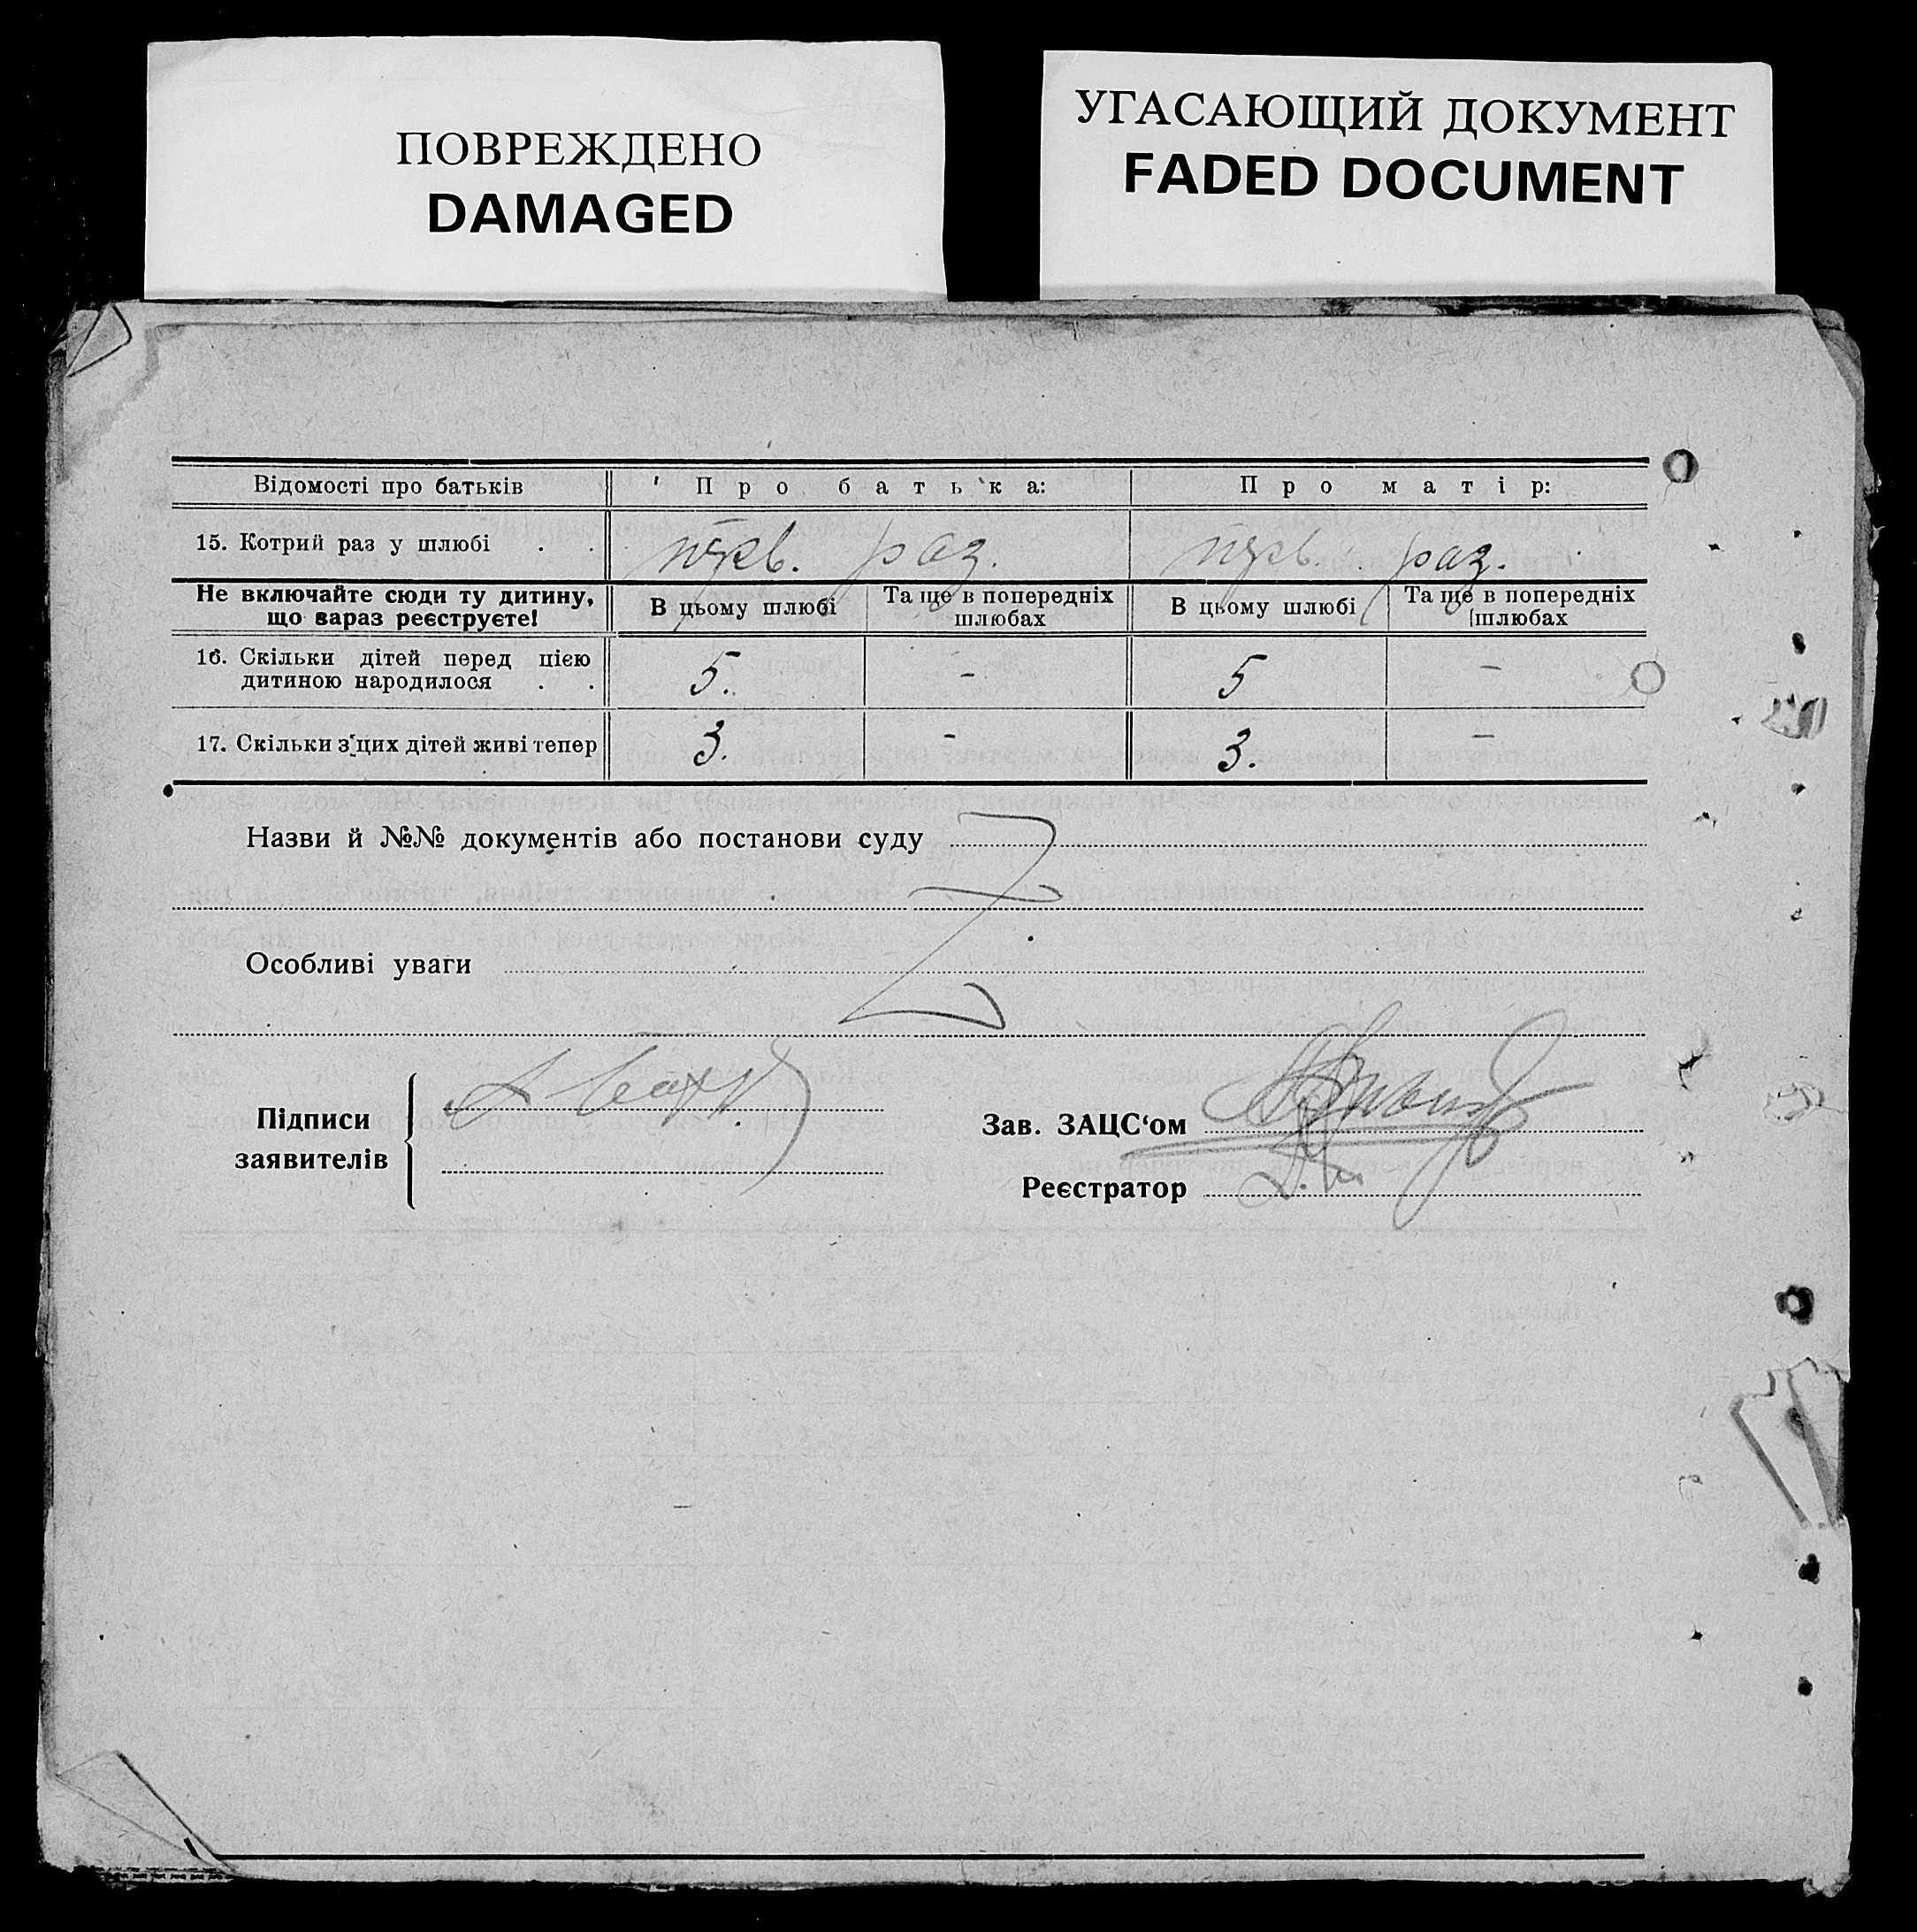 ПОВРЕЖДЕНО
DAMAGED
УГАСАЮЩИЙ ДОКУМЕНТ
FADED DOCUMENT
Відомості про батьків Про батька: Про матір:
15. Котрий раз у шлюбі . . раз. раз.
Не включайте сюди ту дитину, що зараз реєструєте! В цьому шлюбі Та ще в попередніх шлюбах В цьому шлюбі Та ще в попередніх шлюбах
16. Скільки дітей перед цією дитиною народилося . . 5. - 5 -
17. Скільки з цих дітей живі тепер 3. - 3. -
Назви й №№ документів або постанови суду
Особливі уваги
Підписи заявителів
Зав. ЗАЦС‘ом
Реєстратор